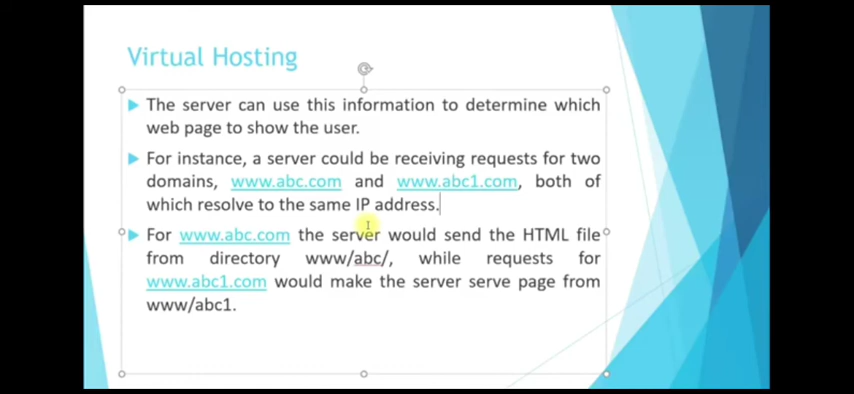 Virtual Hosting
The server can use this information to determine which
web page to show the user.
For instance, a server could be receiving requests for two
domains, www.abc.com and www.abc1.com, both of
which resolve to the same IP address.
For www.abc.com the server would send the HTML file
from directory www/abc/, while requests for
www.abc1.com would make the server serve page from
www/abc1.